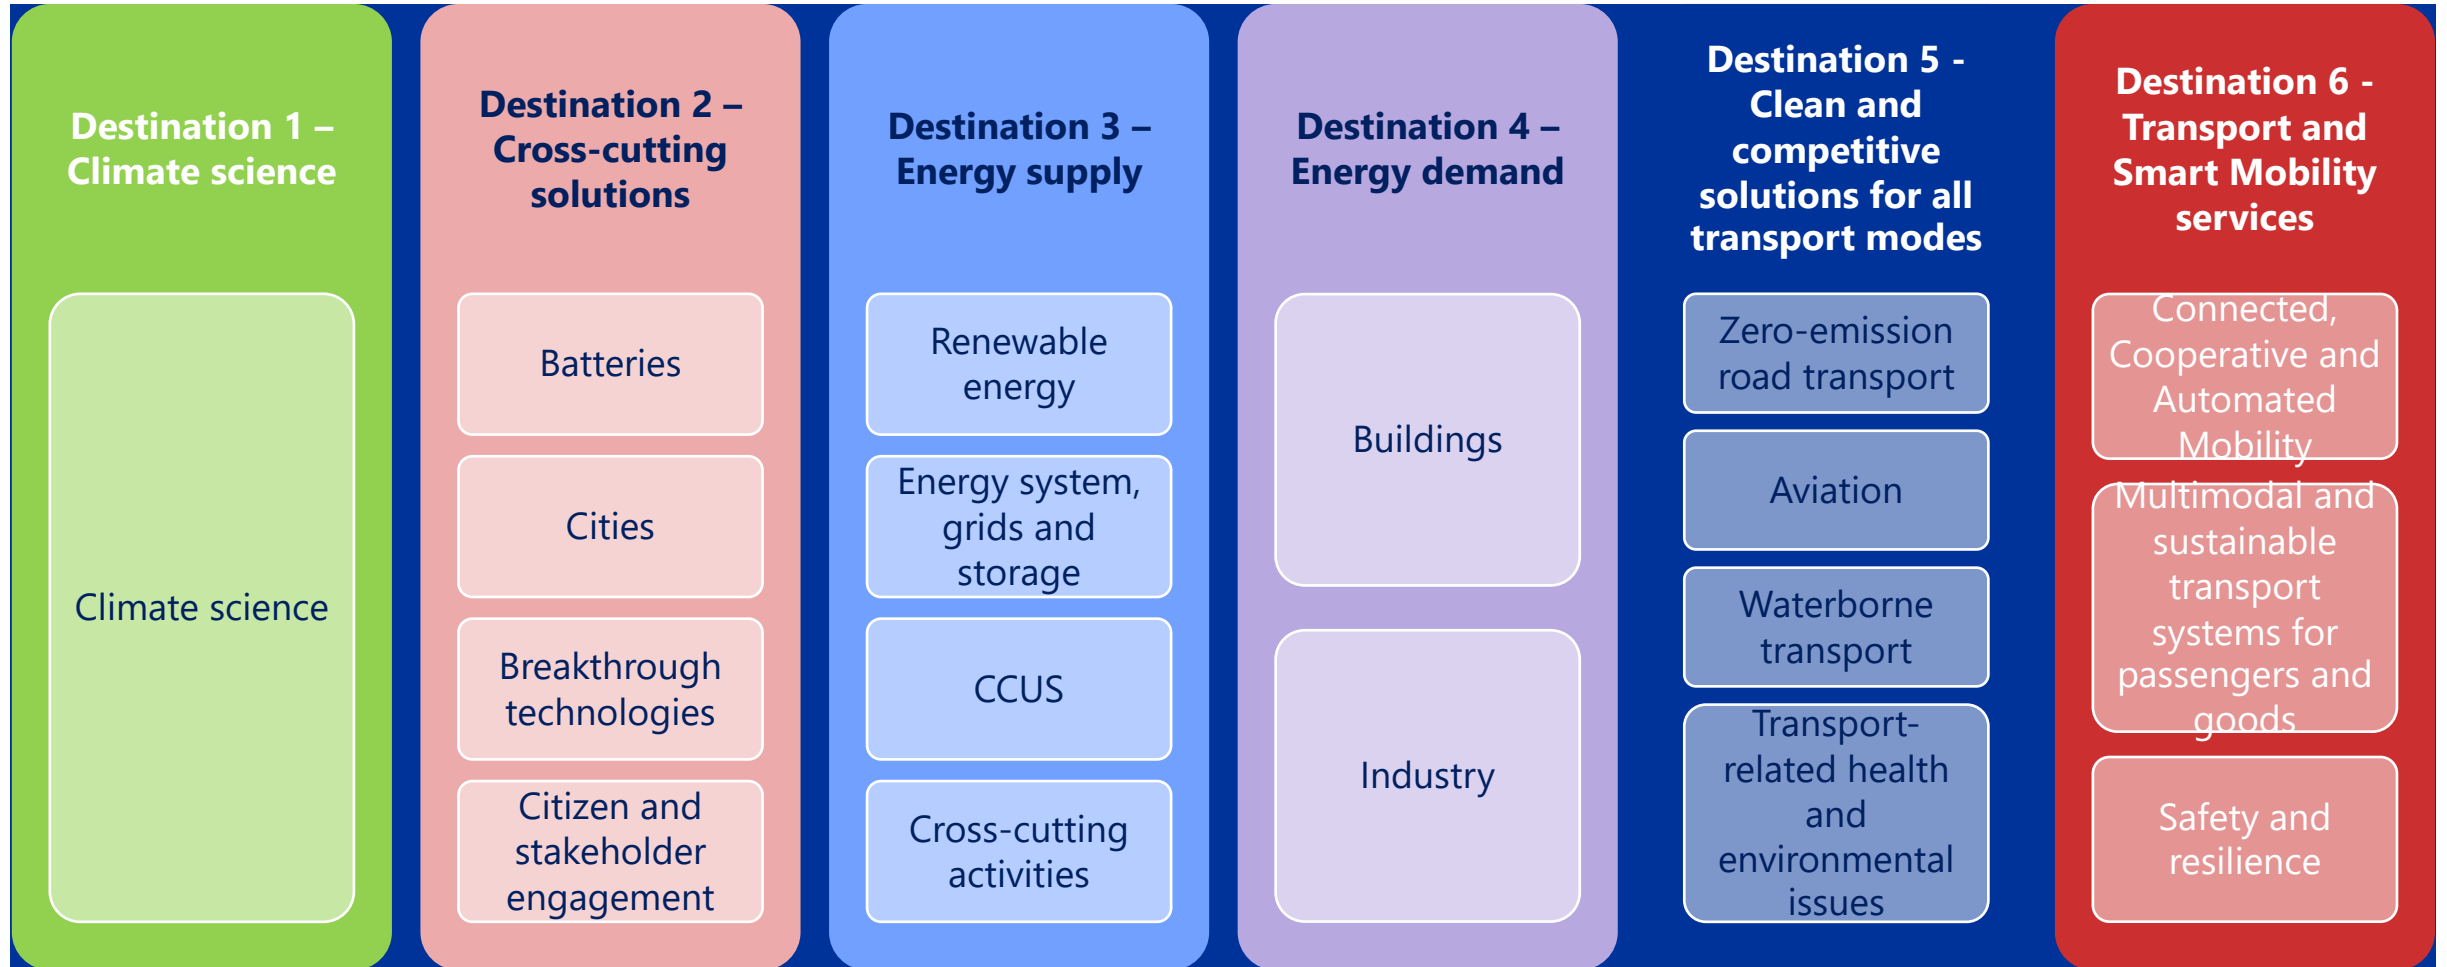 Destination 1 –
Climate science
Climate science
Destination 2 –
Cross-cutting
solutions
Batteries
Cities
Breakthrough
technologies
Citizen and
stakeholder
engagement
Destination 3 –
Energy supply
Renewable
energy
Energy system,
grids and
storage
CCUS
Cross-cutting
activities
Destination 4 –
Energy demand
Buildings
Industry
Destination 5 -
Clean and
competitive
solutions for all
transport modes
Zero-emission
road transport
Aviation
Waterborne
transport
Transport-
related health
and
environmental
issues
Destination 6 -
Transport and
Smart Mobility
services
Connected,
Cooperative and
Automated
Mobility
Multimodal and
sustainable
transport
systems for
passengers and
goods
Safety and
resilience